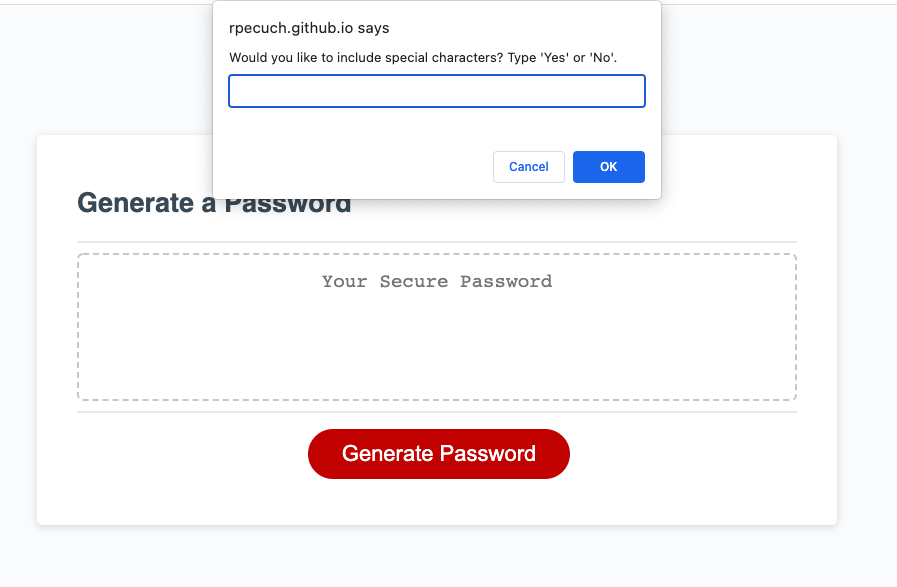 rpecuch.github.io says
Would you like to include special characters? Type 'Yes' or 'No'.
Cancel
OK
Generate a Password
Your Secure Password
Generate Password